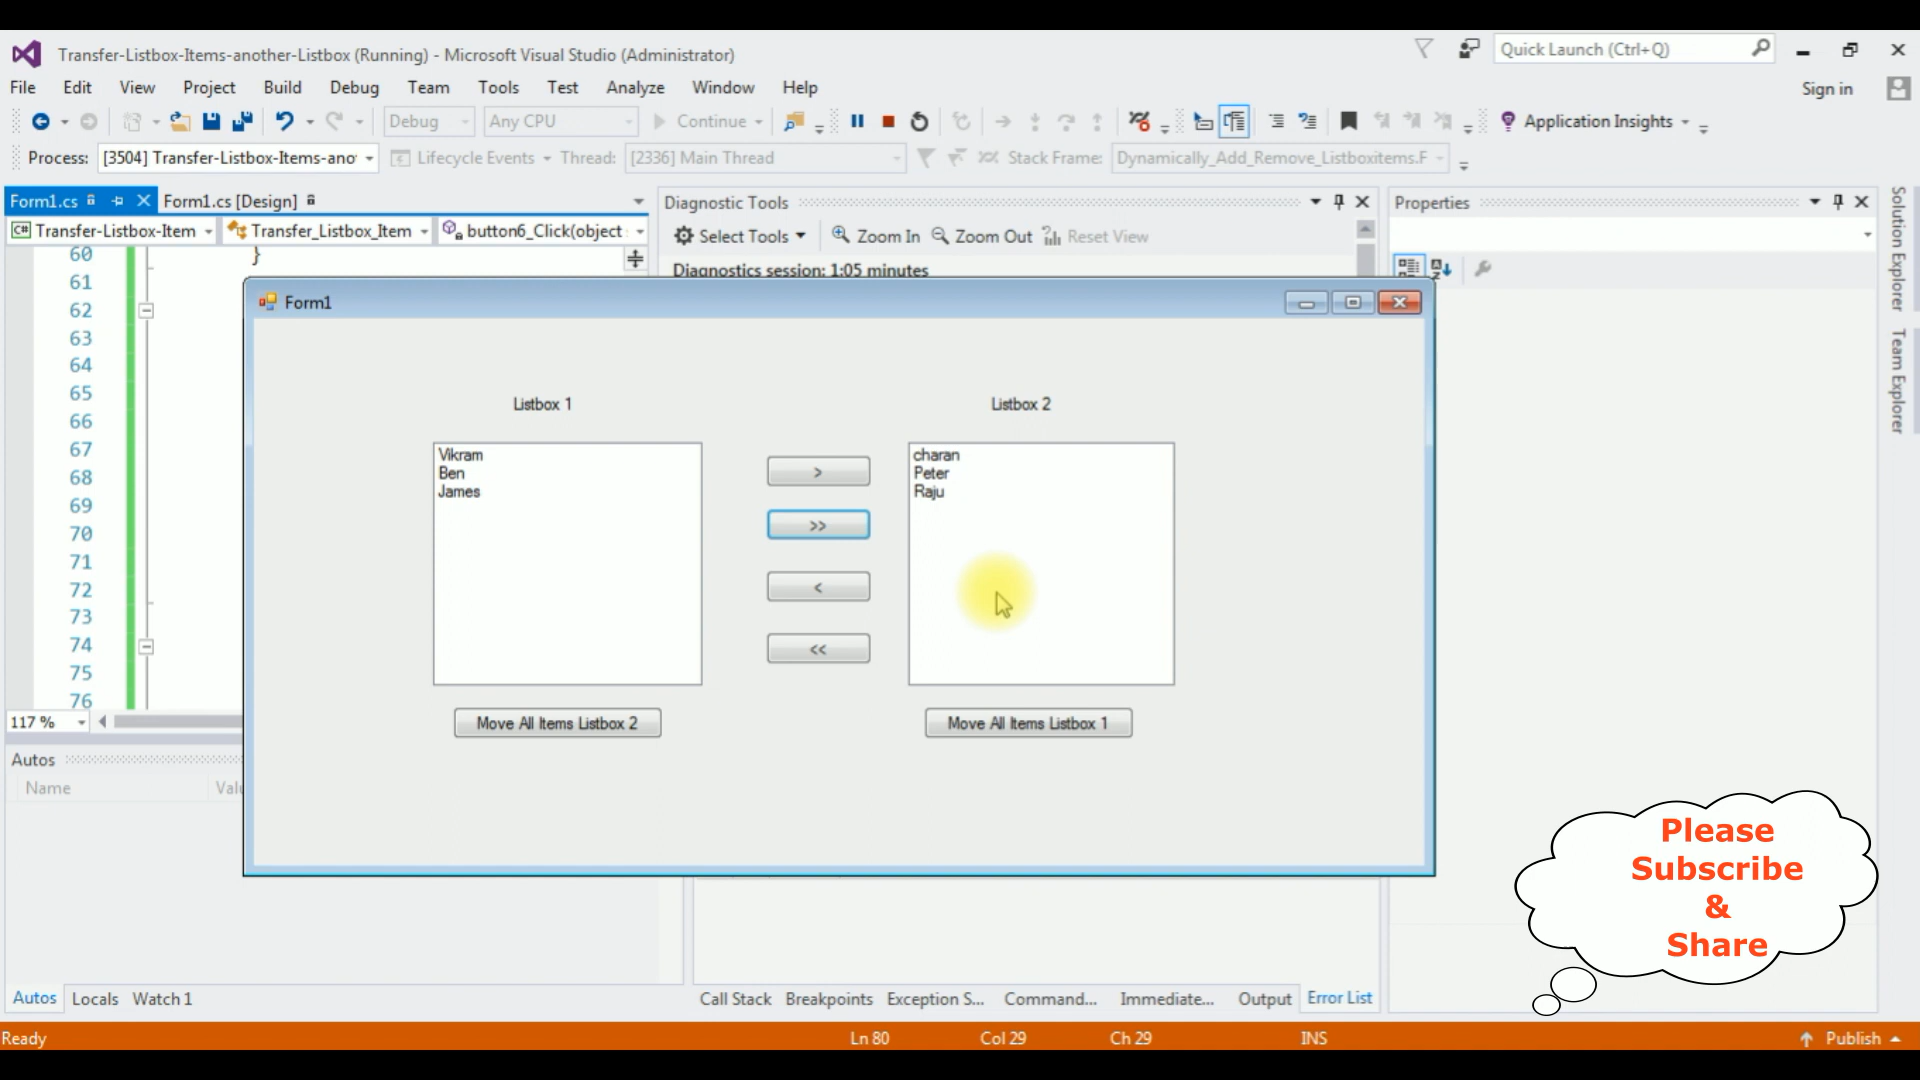 Transfer-Listbox-Items-another-Listbox (Running) - Microsoft Visual Studio (Administrator)
Quick Launch (Ctrl+Q)
File Edit View Project Build Debug Team Tools Test Analyze Window Help
Sign in
Debug Any CPU Continue Application Insights
Process: [3504] Transfer-Listbox-Items-ano Lifecycle Events Thread: [2336] Main Thread Stack Frame: Dynamically_Add_Remove_Listboxitems.F
Form1.cs Form1.cs [Design]
Diagnostic Tools
Properties
Solution Explorer
Team Explorer
Transfer-Listbox-Item Transfer_Listbox_Item button6_Click(object
Select Tools Zoom In Zoom Out Reset View
Diagnostics session: 1:05 minutes
60 }
61
62
63
64
65
66
67
68
69
70
71
72
73
74
75
76
117 %
Form1
Listbox 1
Listbox 2
Vikram
Ben
James
>
>>
<
<<
charan
Peter
Raju
Move All Items Listbox 2
Move All Items Listbox 1
Autos
Name Valu
Please
Subscribe
&
Share
Autos Locals Watch 1
Call Stack Breakpoints Exception S... Command... Immediate... Output Error List
Ready Ln 80 Col 29 Ch 29 INS Publish